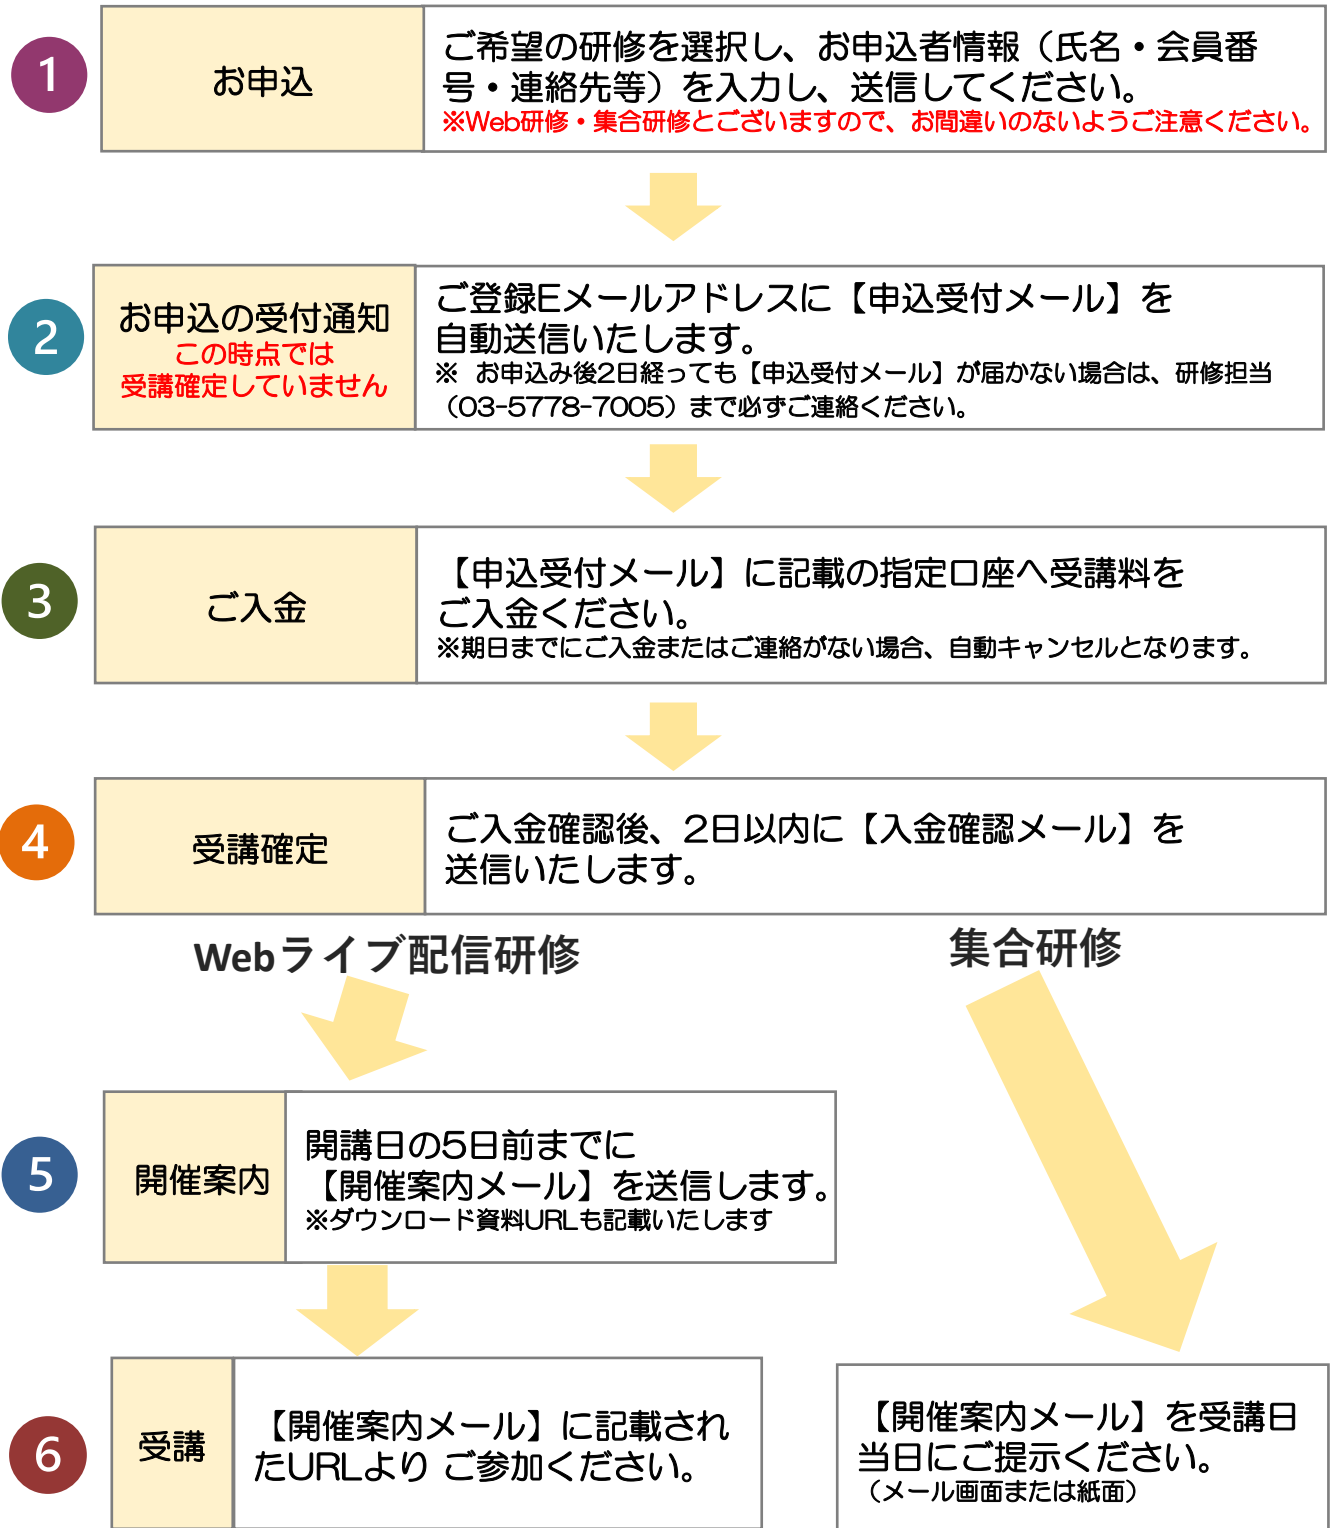 1
お申込
ご希望の研修を選択し、お申込者情報（氏名・会員番
号・連絡先等）を入力し、送信してください。
※Web研修・集合研修とございますので、お間違いのないようご注意ください。
2
お申込の受付通知
この時点では
受講確定していません
ご登録Eメールアドレスに【申込受付メール】を
自動送信いたします。
※ お申込み後2日経っても【申込受付メール】が届かない場合は、研修担当
（03-5778-7005）まで必ずご連絡ください。
3
ご入金
【申込受付メール】に記載の指定口座へ受講料を
ご入金ください。
※期日までにご入金またはご連絡がない場合、自動キャンセルとなります。
4
受講確定
ご入金確認後、2日以内に【入金確認メール】を
送信いたします。
Webライブ配信研修
集合研修
5
開催案内
開講日の5日前までに
【開催案内メール】を送信します。
※ダウンロード資料URLも記載いたします
6
受講
【開催案内メール】に記載され
たURLより ご参加ください。
【開催案内メール】を受講日
当日にご提示ください。
（メール画面または紙面）